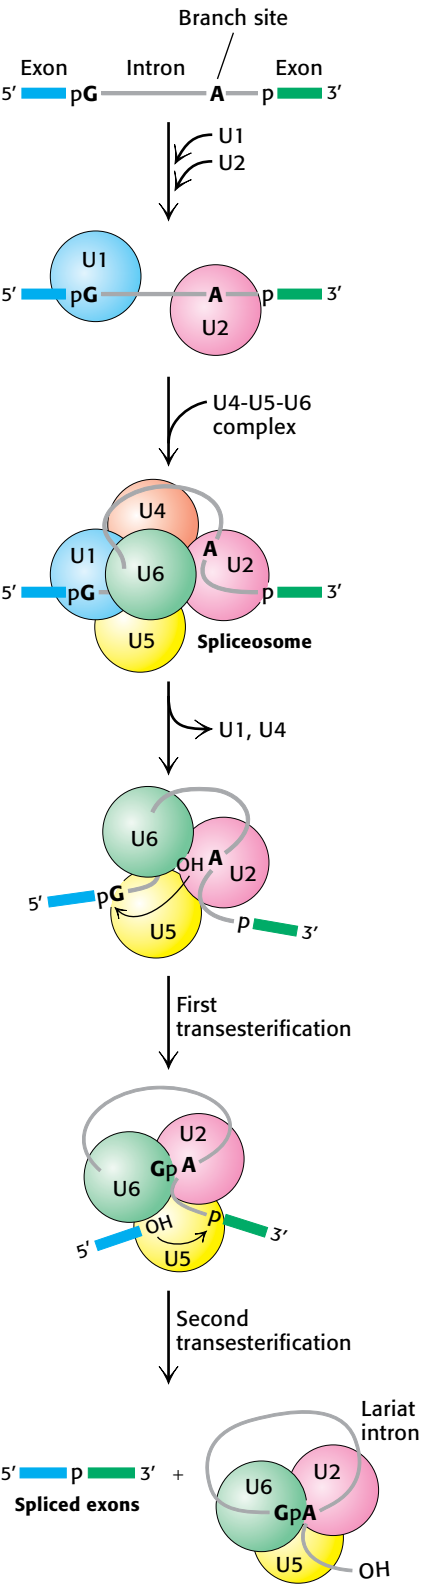 Branch site
Exon Intron Exon
5′ pG A p 3′
U1
U2
U1
5′ pG A p 3′
U2
U4-U5-U6
complex
U4
U1 A U2
U6
5′ pG p 3′
U5 Spliceosome
U1, U4
U6
OH A U2
5′ pG
U5 p 3′
First
transesterification
U2
GpA
U6
OH p
5′ 3′
U5
Second
transesterification
Lariat
intron
5′ p 3′ +
Spliced exons
U2
U6
GpA
U5 OH